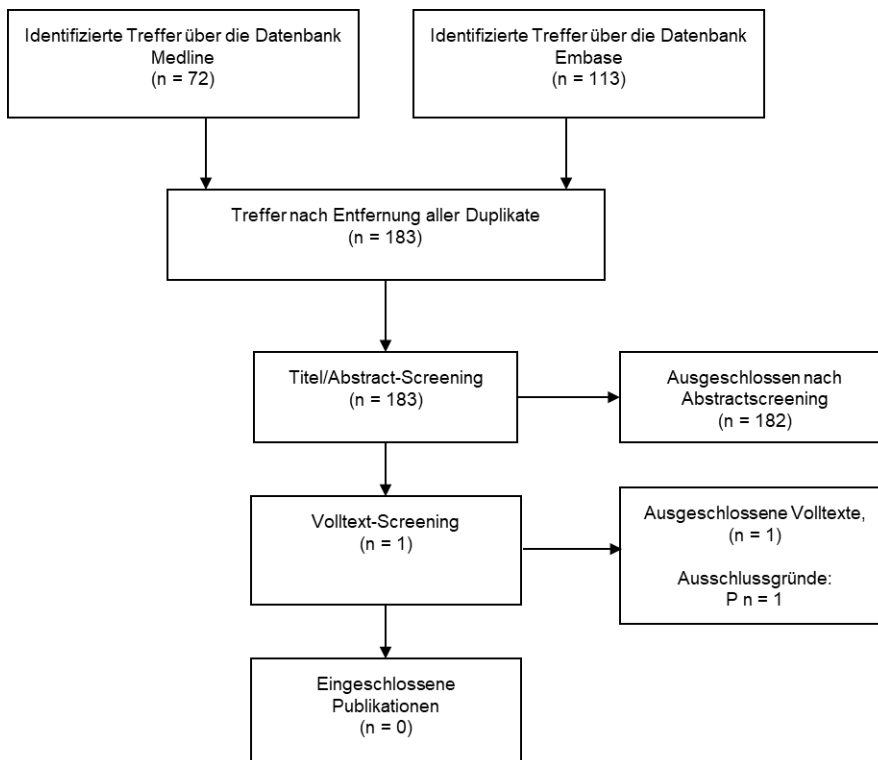 Identifizierte Treffer über die Datenbank
Medline
(n = 72)
Identifizierte Treffer über die Datenbank
Embase
(n = 113)
Treffer nach Entfernung aller Duplikate
(n = 183)
Titel/Abstract-Screening
(n = 183)
Ausgeschlossen nach
Abstractscreening
(n = 182)
Volltext-Screening
(n = 1)
Ausgeschlossene Volltexte,
(n = 1)
Ausschlussgründe:
P n = 1
Eingeschlossene
Publikationen
(n = 0)